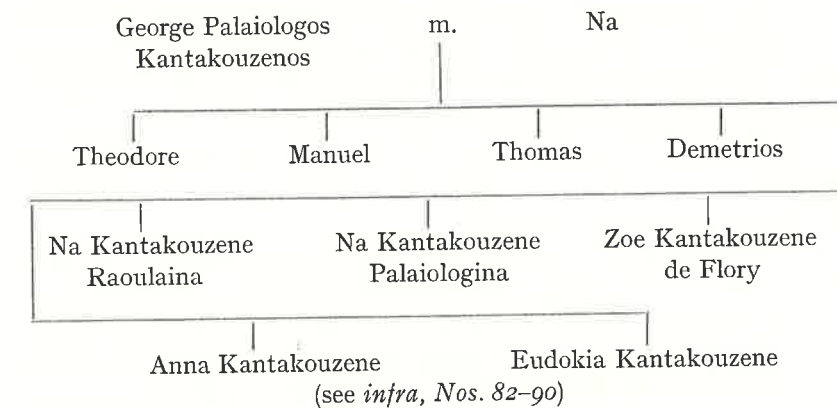 George Palaiologos m. Na
Kantakouzenos
Theodore Manuel Thomas Demetrios
Na Kantakouzene Na Kantakouzene Zoe Kantakouzene
Raoulaina Palaiologina de Flory
Anna Kantakouzene Eudokia Kantakouzene
(see infra, Nos. 82–90)